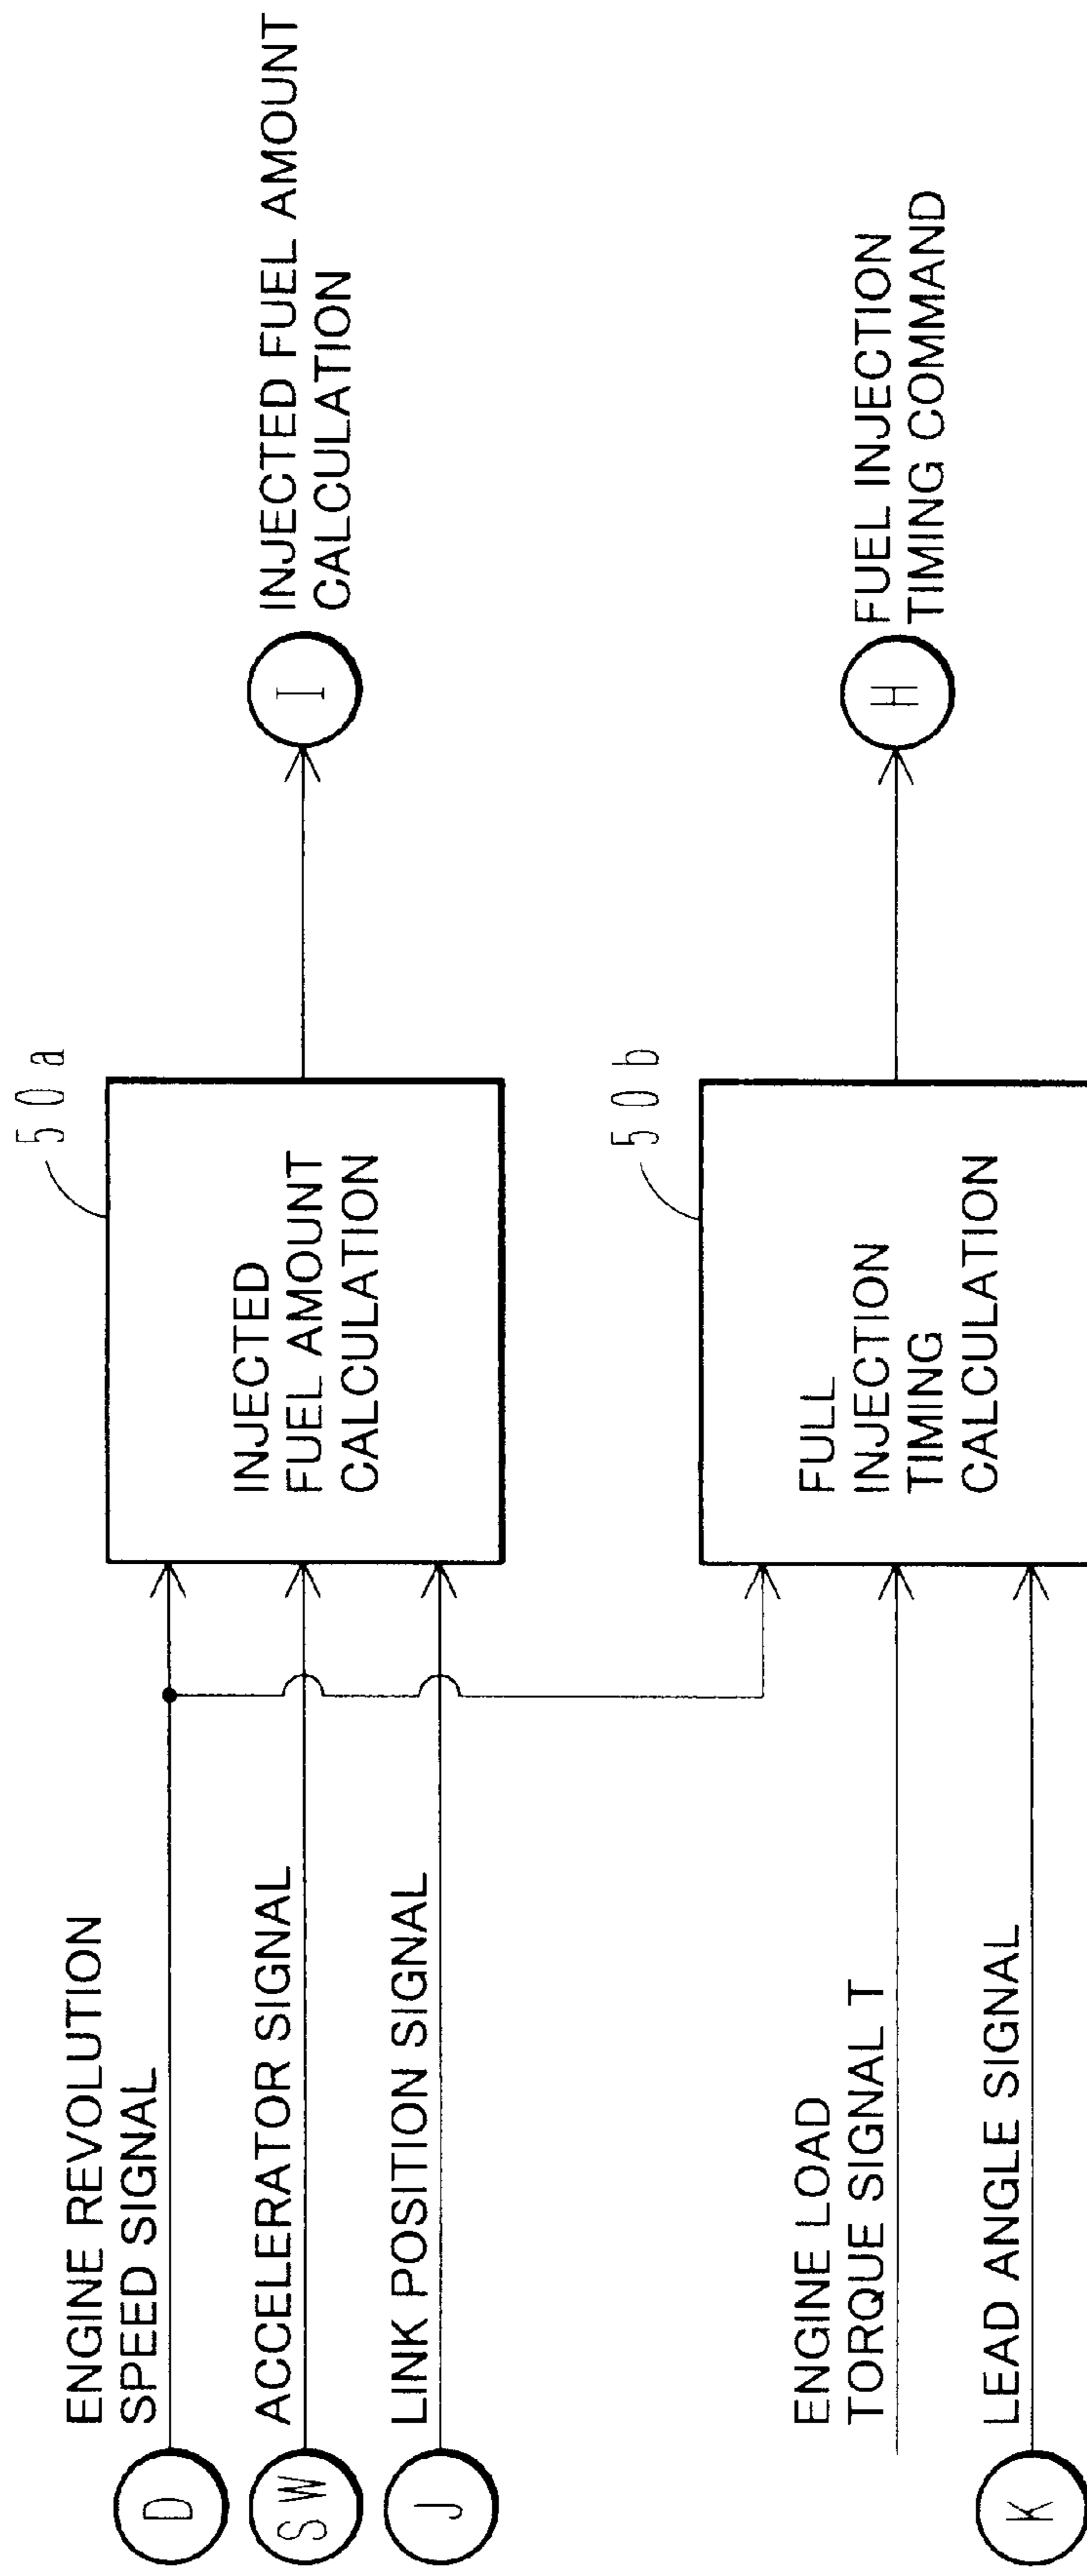 ENGINE REVOLUTION
SPEED SIGNAL
D
ACCELERATOR SIGNAL
SW
LINK POSITION SIGNAL
J
50a
INJECTED
FUEL AMOUNT
CALCULATION
I
INJECTED FUEL AMOUNT
CALCULATION
ENGINE LOAD
TORQUE SIGNAL T
LEAD ANGLE SIGNAL
K
50b
FULL
INJECTION
TIMING
CALCULATION
H
FUEL INJECTION
TIMING COMMAND